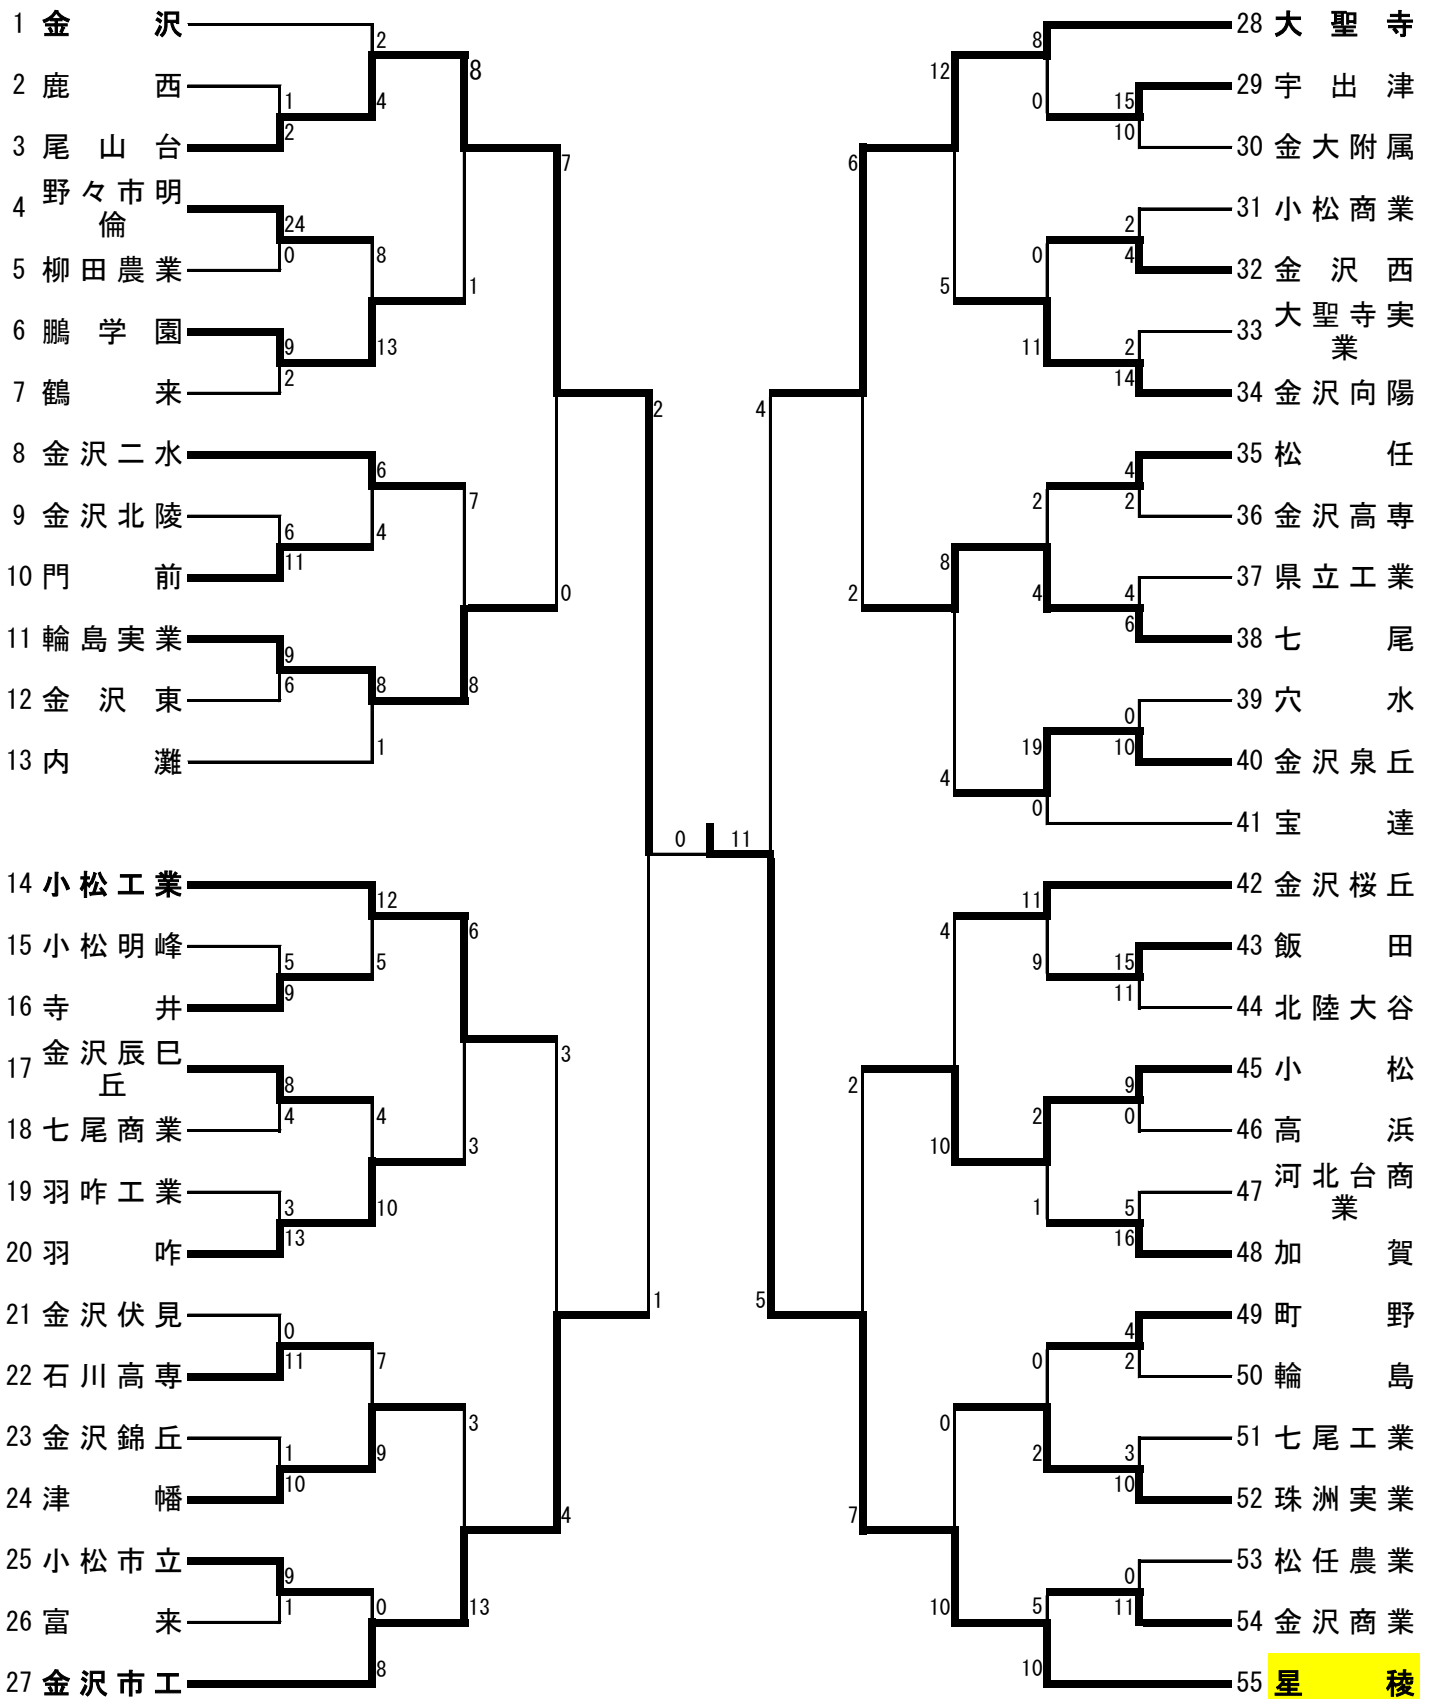 1 金沢
2
8
2 鹿西
1
4
2
3 尾山台
7
4 野々市明
倫
24
0
8
5 柳田農業
1
6 鵬学園
9
13
2
7 鶴来
2
8 金沢二水
6
7
9 金沢北陵
6
4
11
10 門前
0
11 輪島実業
9
6
8
8
12 金沢東
1
13 内灘
0 11
14 小松工業
12
6
15 小松明峰
5
5
9
16 寺井
3
17 金沢辰巳
丘
8
4
4
18 七尾商業
3
19 羽咋工業
3
10
13
20 羽咋
1
21 金沢伏見
0
11
7
22 石川高専
3
23 金沢錦丘
1
9
10
24 津幡
4
25 小松市立
9
1
0
13
26 富来
8
27 金沢市工
28 大聖寺
8
12
29 宇出津
0
15
10
30 金大附属
6
31 小松商業
2
0
4
32 金沢西
5
33 大聖寺実
業
11
2
14
34 金沢向陽
4
35 松任
4
2
2
36 金沢高専
8
37 県立工業
2
4
4
6
38 七尾
39 穴水
0
19
10
40 金沢泉丘
4
0
41 宝達
42 金沢桜丘
11
4
43 飯田
9
15
11
44 北陸大谷
45 小松
2
9
2
0
46 高浜
10
47 河北台商
業
1
5
16
48 加賀
5
49 町野
4
0
2
50 輪島
0
51 七尾工業
2
3
10
52 珠洲実業
7
53 松任農業
0
10
5
11
54 金沢商業
10
55 星稜